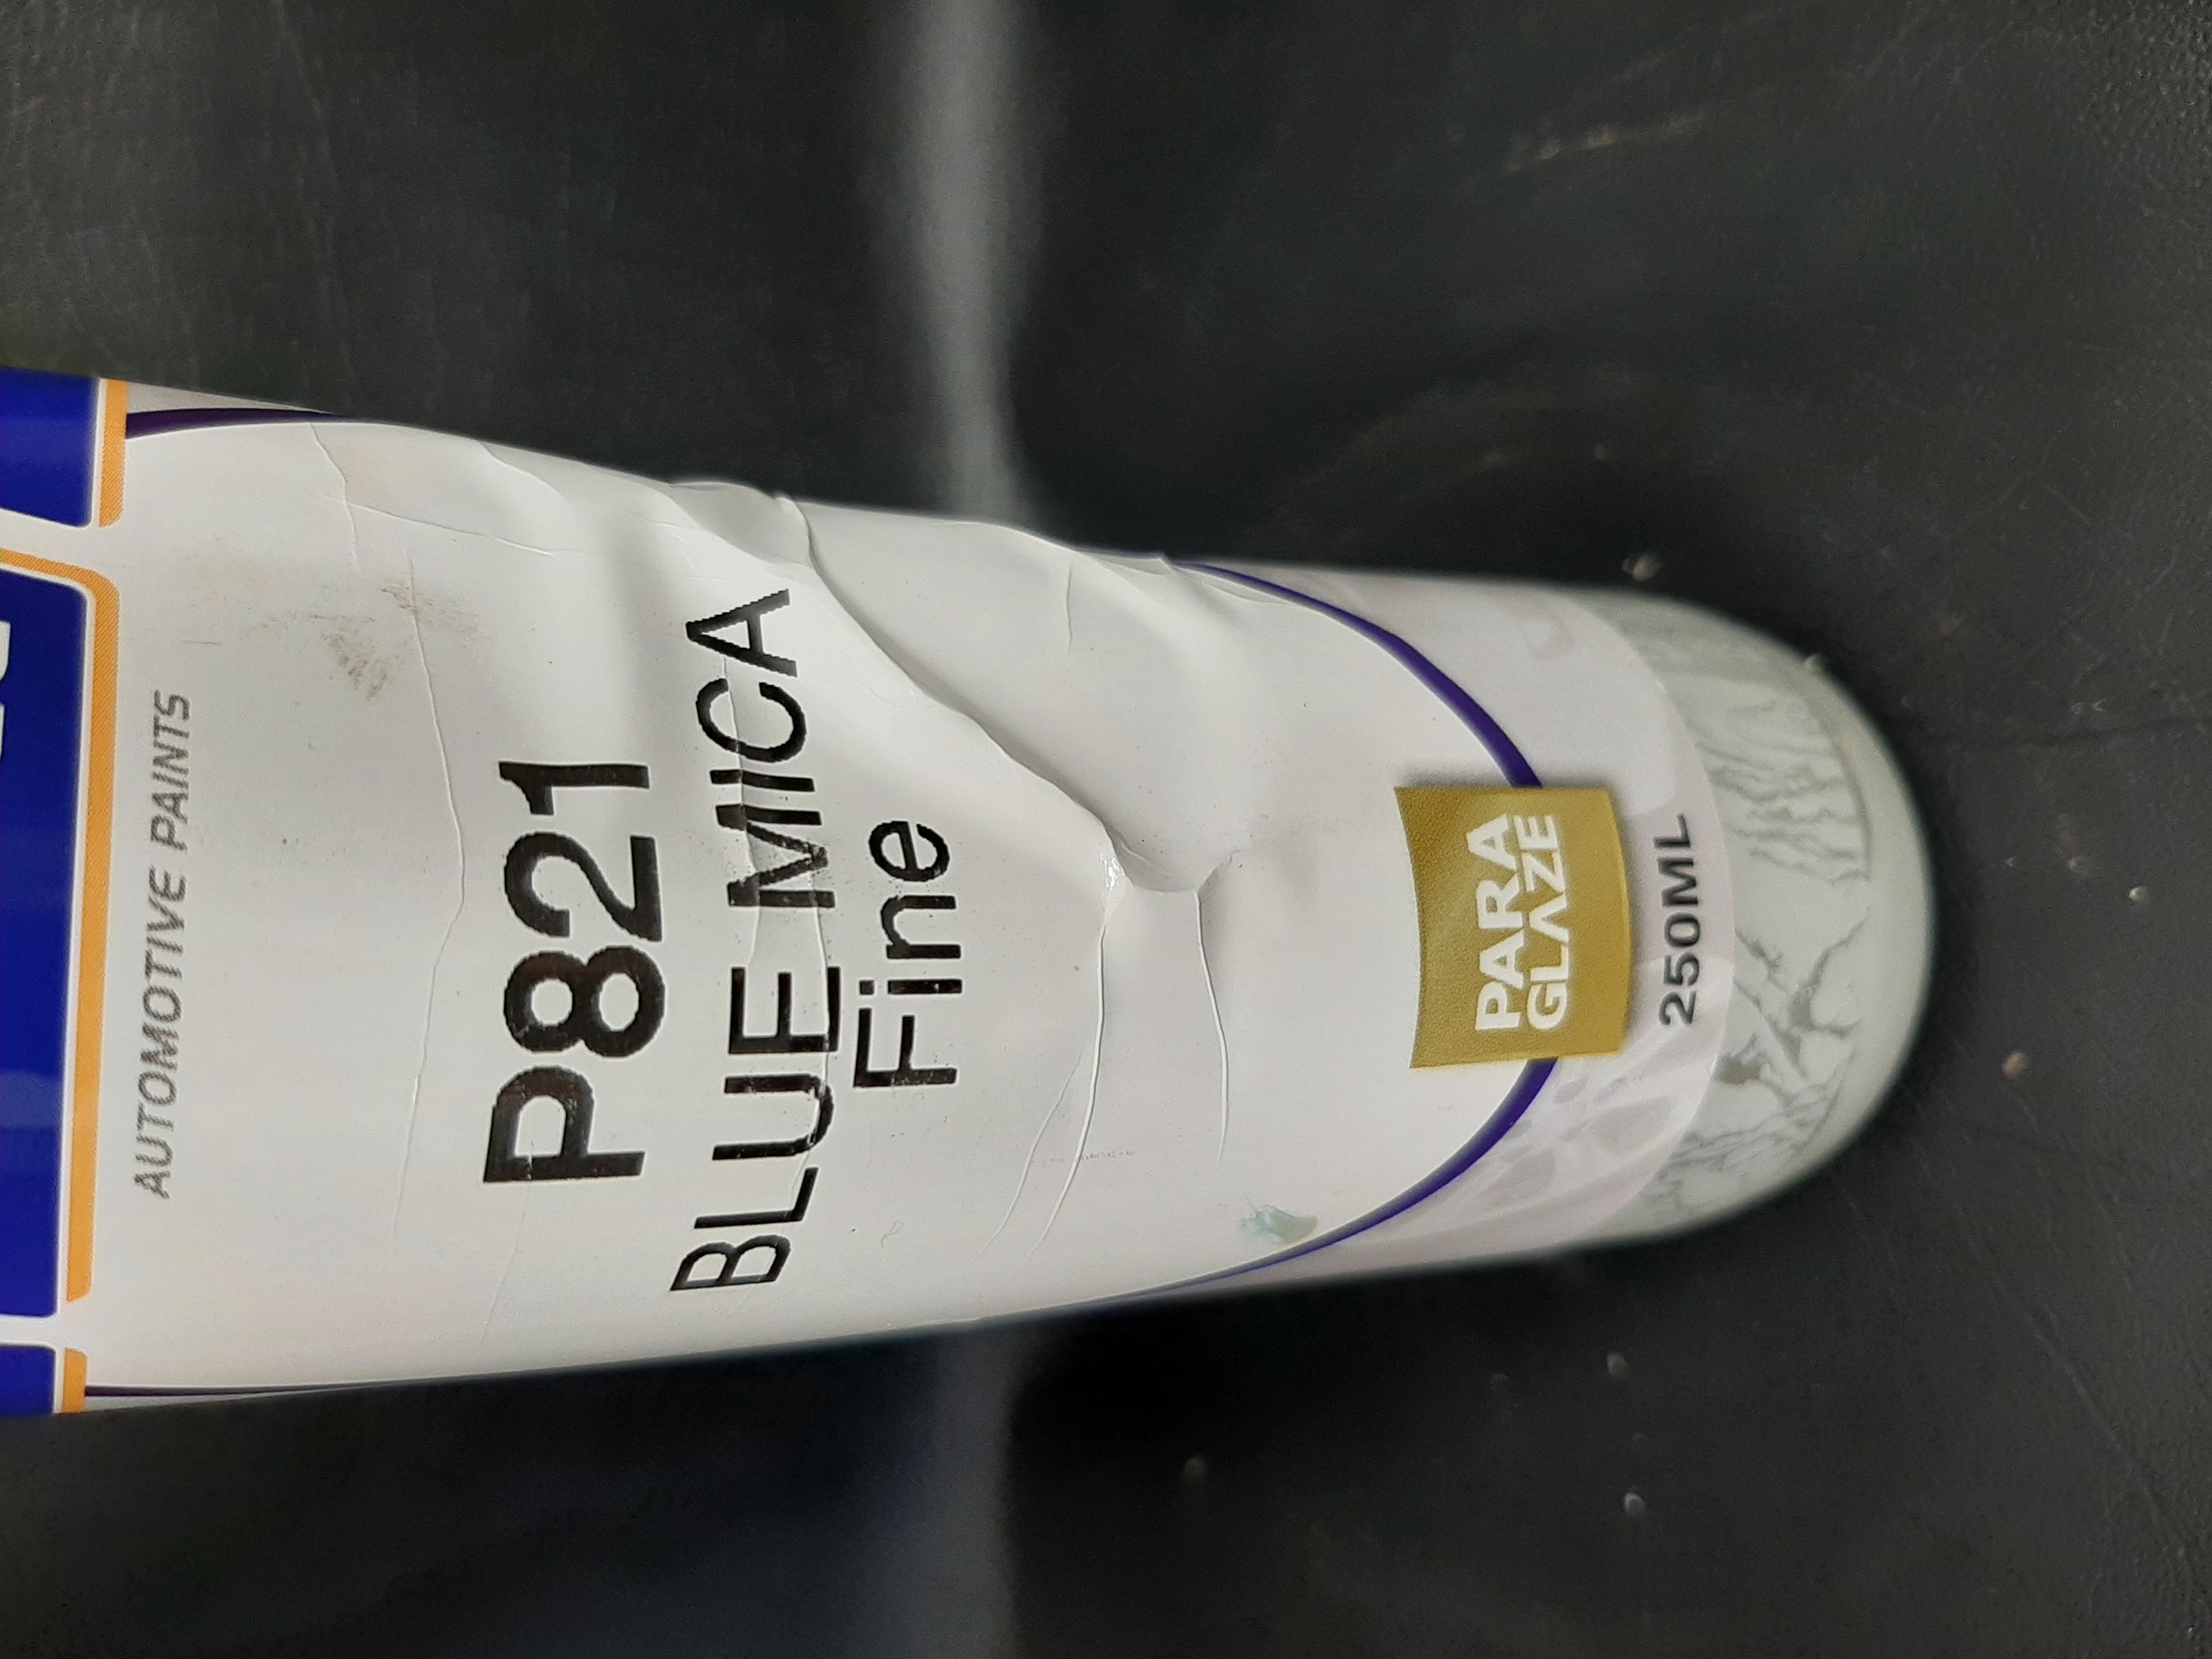 AUTOMOTIVE PAINTS
P821
BLUE MICA
Fine
PARA
GLAZE
250ML